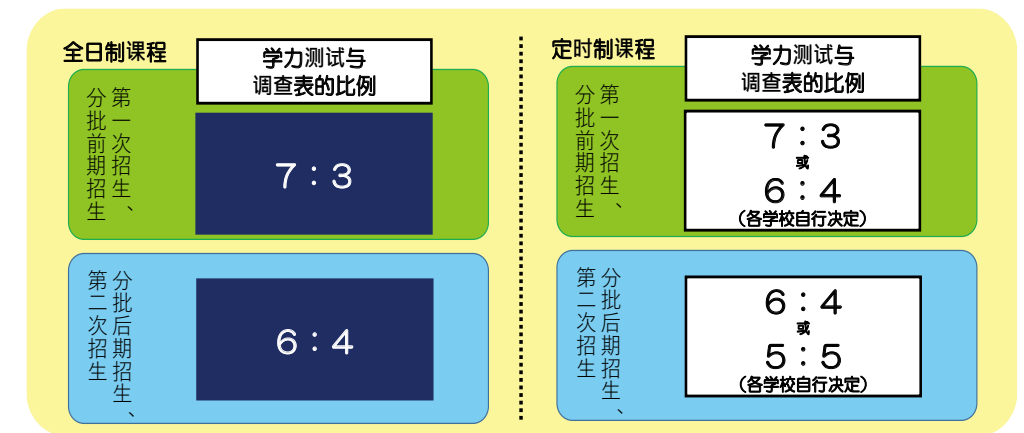 全日制课程
学力测试与
调查表的比例
第一次招生、
分批前期招生
7：3
分批后期招生、
第二次招生
6：4
定时制课程
学力测试与
调查表的比例
第一次招生、
分批前期招生
7：3
或
6：4
（各学校自行决定）
分批后期招生、
第二次招生
6：4
或
5：5
（各学校自行决定）